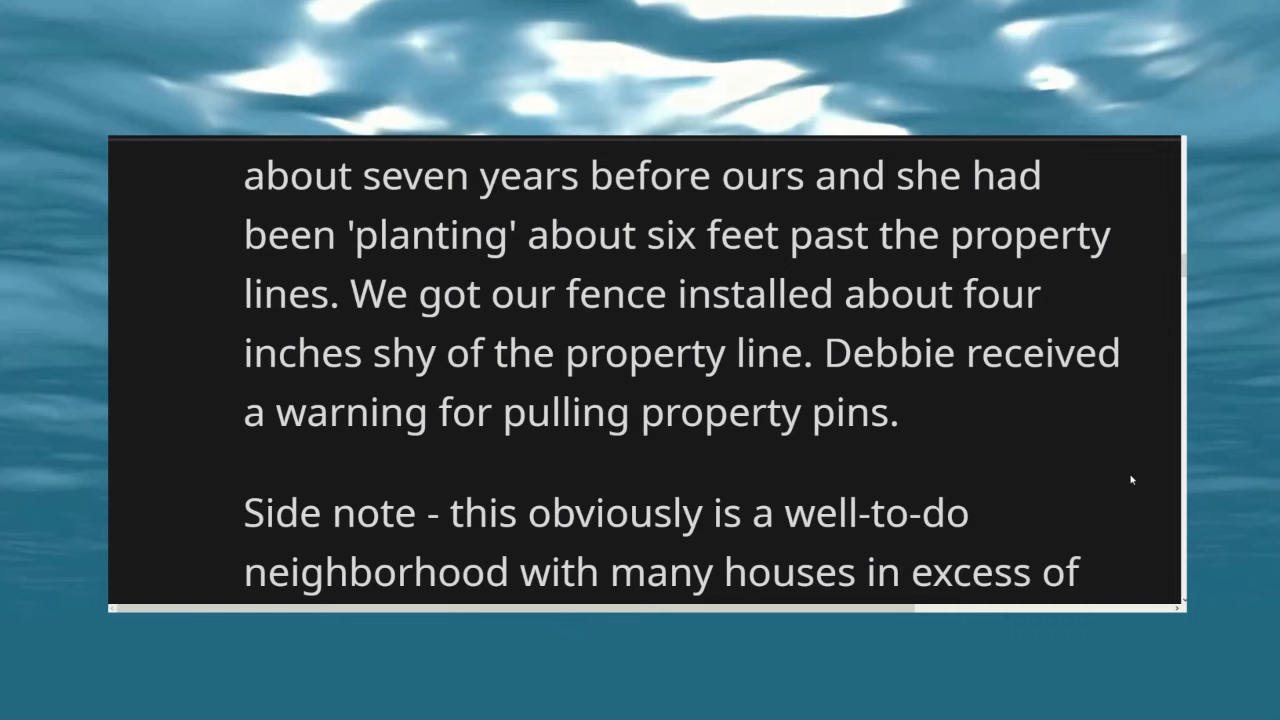 about seven years before ours and she had
been 'planting' about six feet past the property
lines. We got our fence installed about four
inches shy of the property line. Debbie received
a warning for pulling property pins.
Side note - this obviously is a well-to-do
neighborhood with many houses in excess of